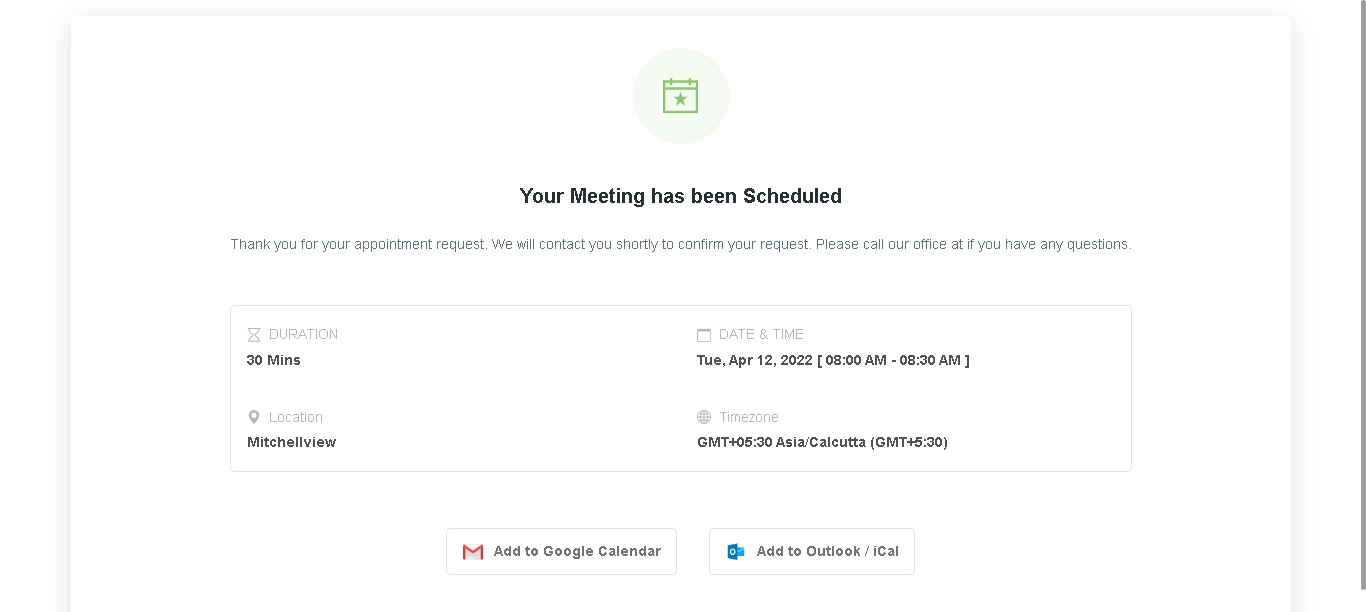 Your Meeting has been Scheduled
Thank you for your appointment request. We will contact you shortly to confirm your request. Please call our office at if you have any questions.
DURATION
30 Mins
DATE & TIME
Tue, Apr 12, 2022 [ 08:00 AM - 08:30 AM ]
Location
Mitchellview
Timezone
GMT+05:30 Asia/Calcutta (GMT+5:30)
Add to Google Calendar
Add to Outlook / iCal